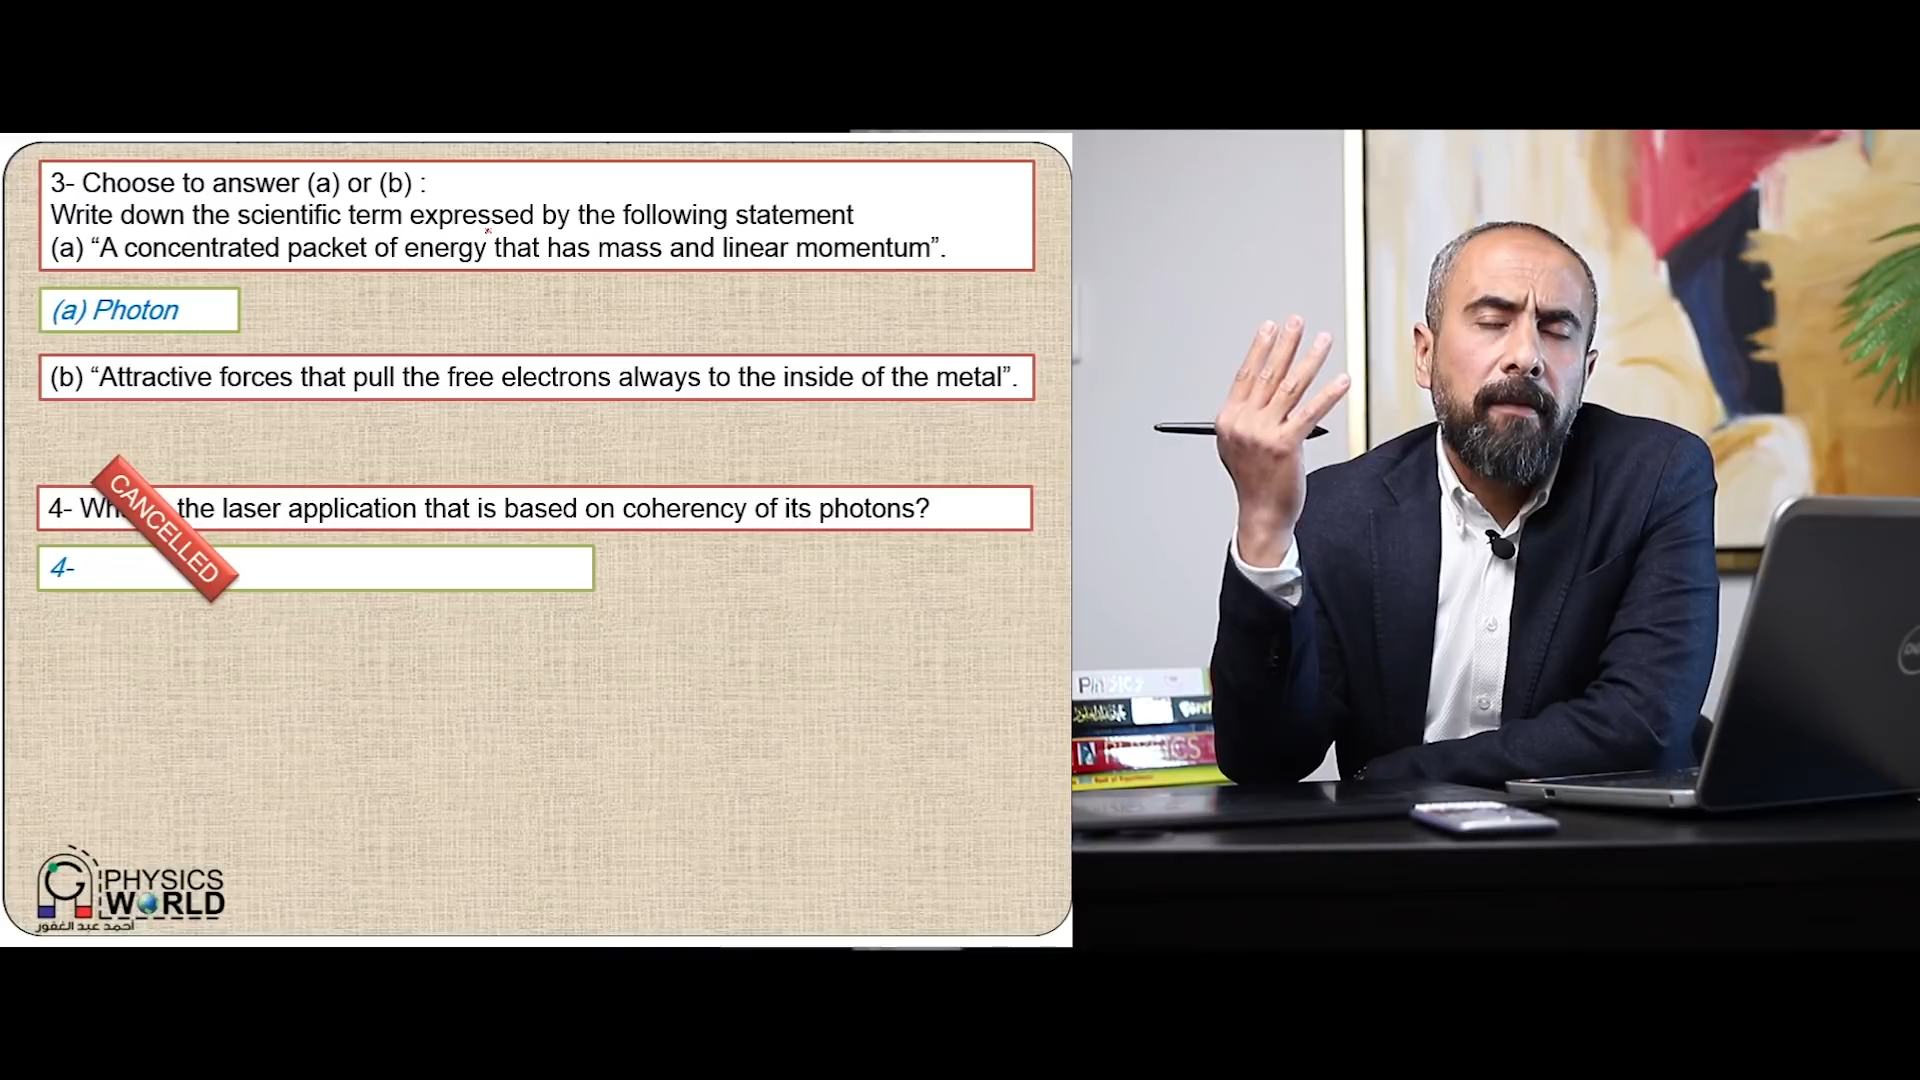 3- Choose to answer (a) or (b) :
Write down the scientific term expressed by the following statement
(a) “A concentrated packet of energy that has mass and linear momentum”.
(a) Photon
(b) “Attractive forces that pull the free electrons always to the inside of the metal”.
4- Wh the laser application that is based on coherency of its photons?
CANCELLED
4-
PHYSICS
WORLD
أحمد عبد الغفور
PHYSICS